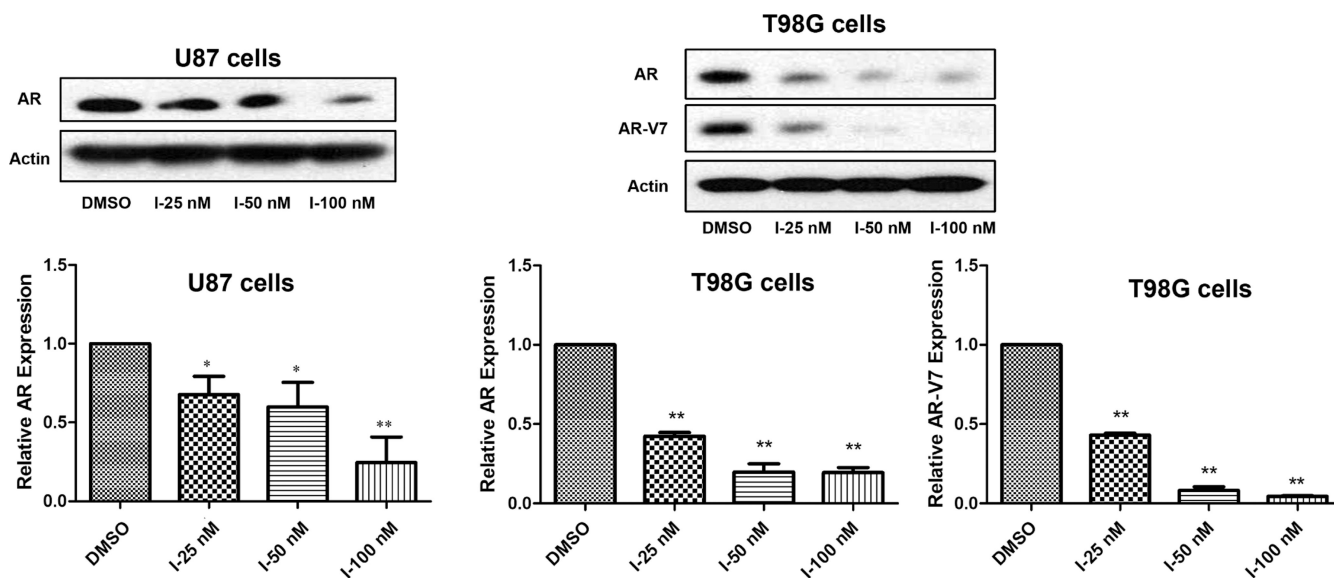 U87 cells
AR
Actin
DMSO I-25 nM I-50 nM I-100 nM
T98G cells
AR
AR-V7
Actin
DMSO I-25 nM I-50 nM I-100 nM
U87 cells
Relative AR Expression
1.5
1.0
0.5
0.0
*
*
**
DMSO
I-25 nM
I-50 nM
I-100 nM
T98G cells
Relative AR Expression
1.5
1.0
0.5
0.0
**
**
**
DMSO
I-25 nM
I-50 nM
I-100 nM
T98G cells
Relative AR-V7 Expression
1.5
1.0
0.5
0.0
**
**
**
DMSO
I-25 nM
I-50 nM
I-100 nM